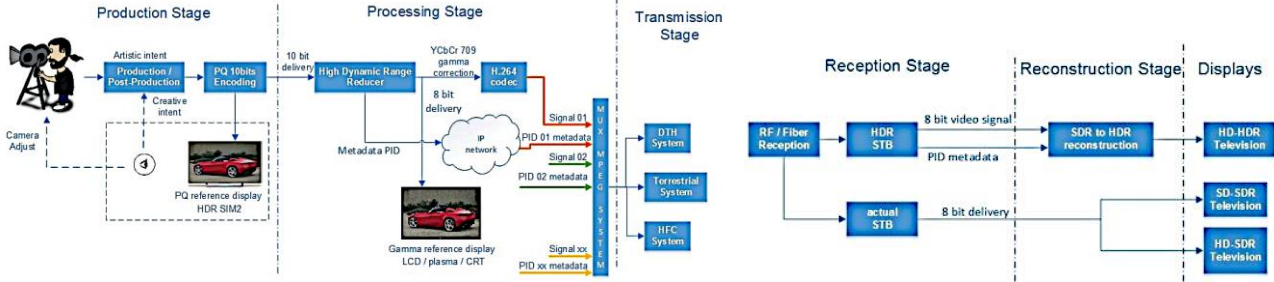 Production Stage
Processing Stage
Transmission
Stage
Reception Stage
Reconstruction Stage
Displays
Artistic intent
Production /
Post-Production
PQ 10bits
Encoding
Creative
intent
Camera
Adjust
PQ reference display
HDR SIM2
10 bit
delivery
High Dynamic Range
Reducer
YCbCr 709
gamma
correction
H.264
codec
8 bit
delivery
Metadata PID
IP
network
Gamma reference display
LCD / plasma / CRT
Signal 01
PID 01 metadata
Signal 02
PID 02 metadata
Signal xx
PID xx metadata
MUX MPEG SYSTEM
DTH
System
Terrestrial
System
HFC
System
RF / Fiber
Reception
HDR
STB
8 bit video signal
PID metadata
SDR to HDR
reconstruction
HD-HDR
Television
actual
STB
8 bit delivery
SD-SDR
Television
HD-SDR
Television